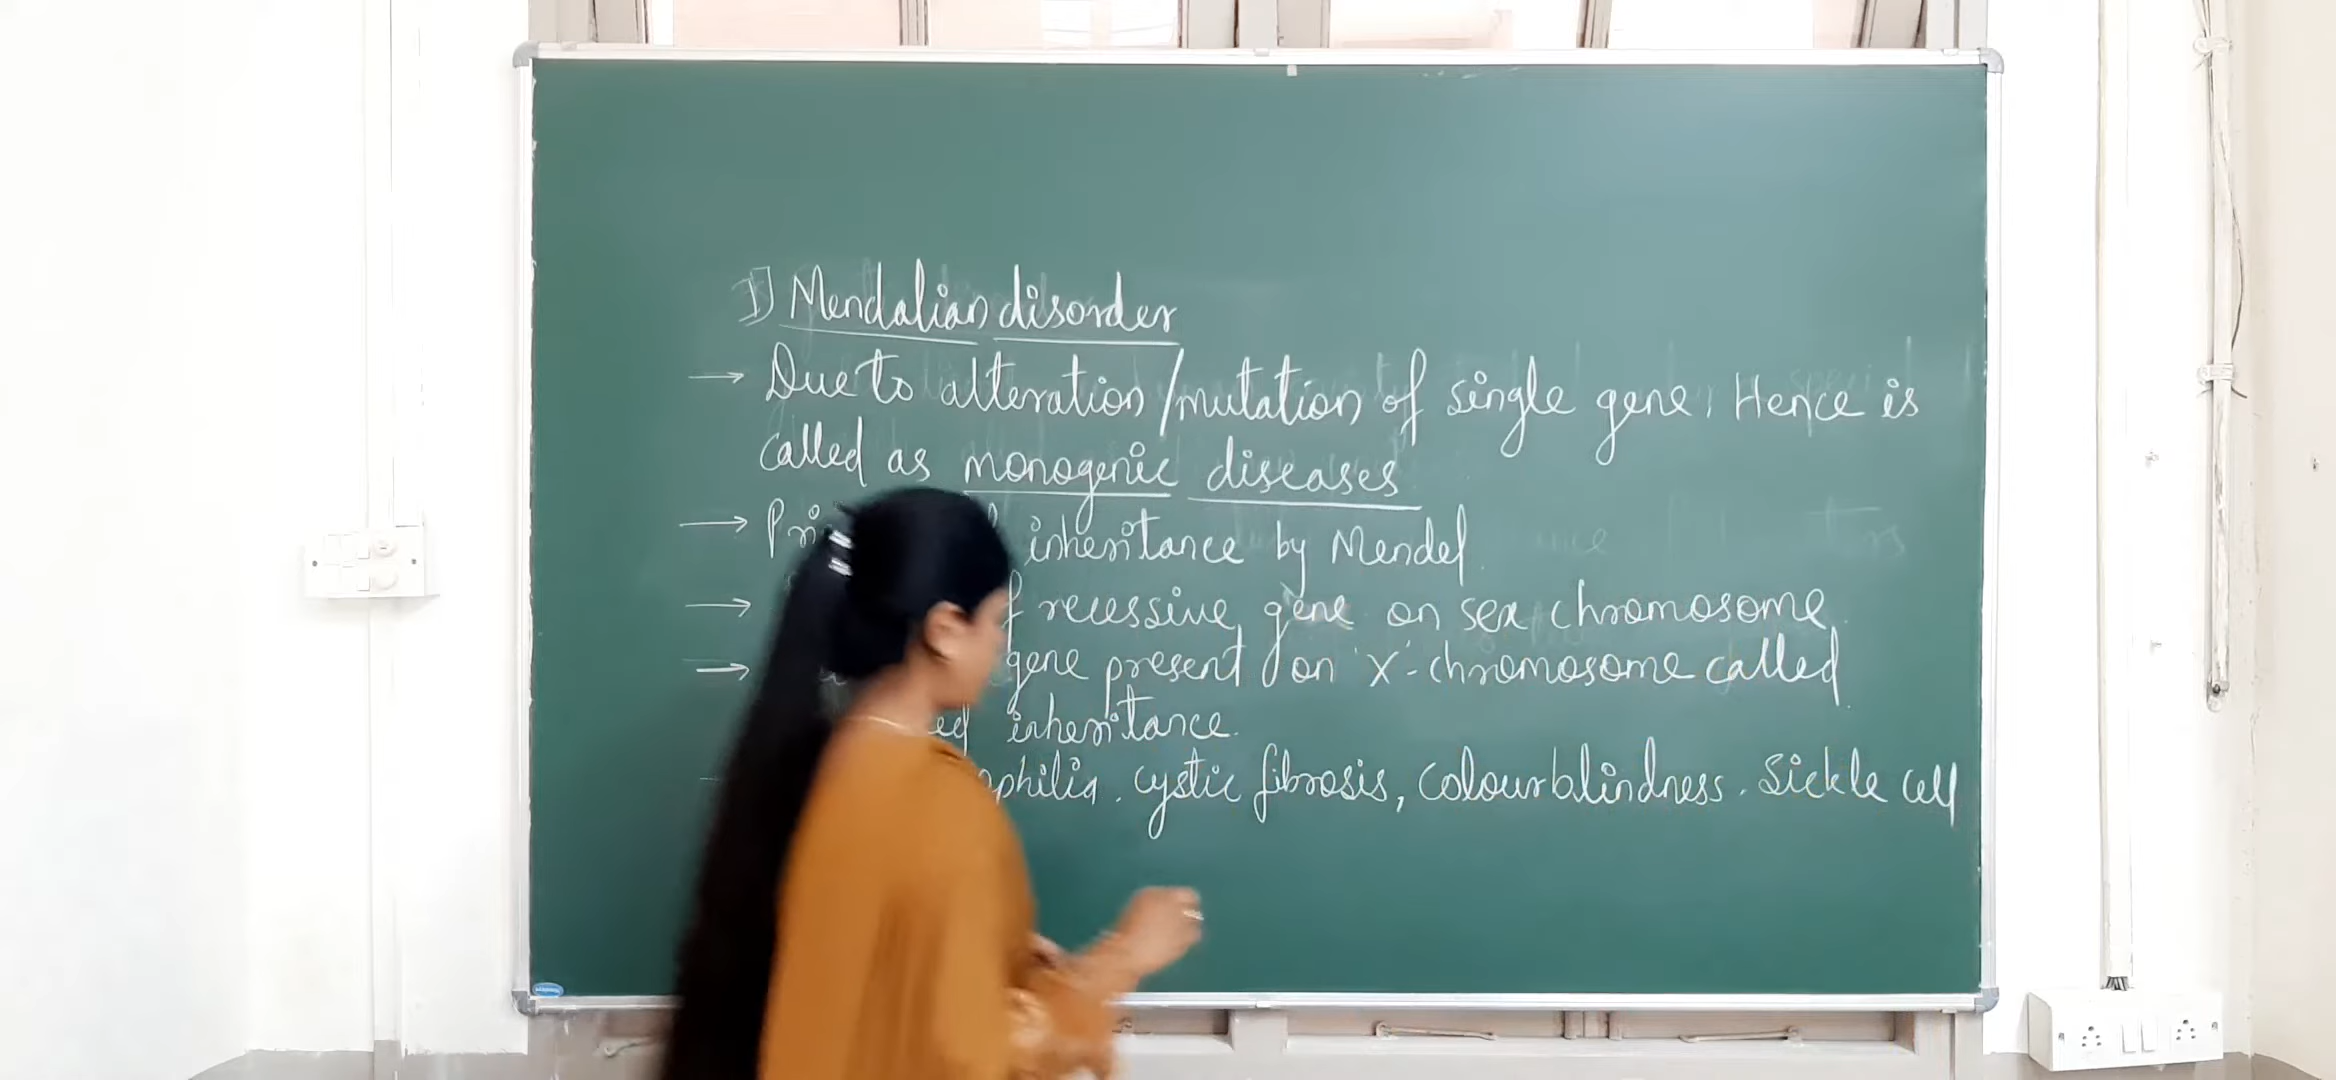 I] Mendalian disorder
→ Due to alteration/mutation of single gene. Hence is
called as monogenic diseases
→ inheritance by Mendel.
→ recessive gene on sex chromosome.
→ gene present on 'X'-chromosome called
inheritance.
cystic fibrosis, colourblindness. Sickle cell